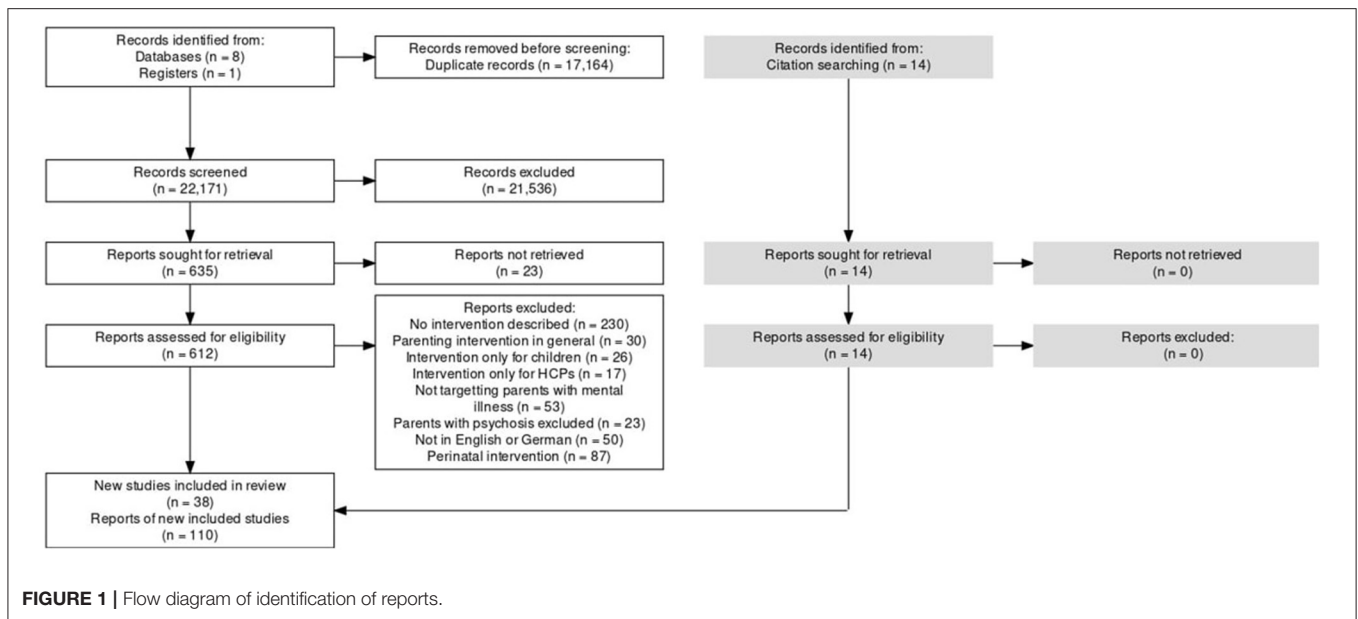 Records identified from:
Databases (n = 8)
Registers (n = 1)
Records removed before screening:
Duplicate records (n = 17,164)
Records identified from:
Citation searching (n = 14)
Records screened
(n = 22,171)
Records excluded
(n = 21,536)
Reports sought for retrieval
(n = 635)
Reports not retrieved
(n = 23)
Reports sought for retrieval
(n = 14)
Reports not retrieved
(n = 0)
Reports assessed for eligibility
(n = 612)
Reports excluded:
No intervention described (n = 230)
Parenting intervention in general (n = 30)
Intervention only for children (n = 26)
Intervention only for HCPs (n = 17)
Not targetting parents with mental
illness (n = 53)
Parents with psychosis excluded (n = 23)
Not in English or German (n = 50)
Perinatal intervention (n = 87)
Reports assessed for eligibility
(n = 14)
Reports excluded:
(n = 0)
New studies included in review
(n = 38)
Reports of new included studies
(n = 110)
FIGURE 1 | Flow diagram of identification of reports.